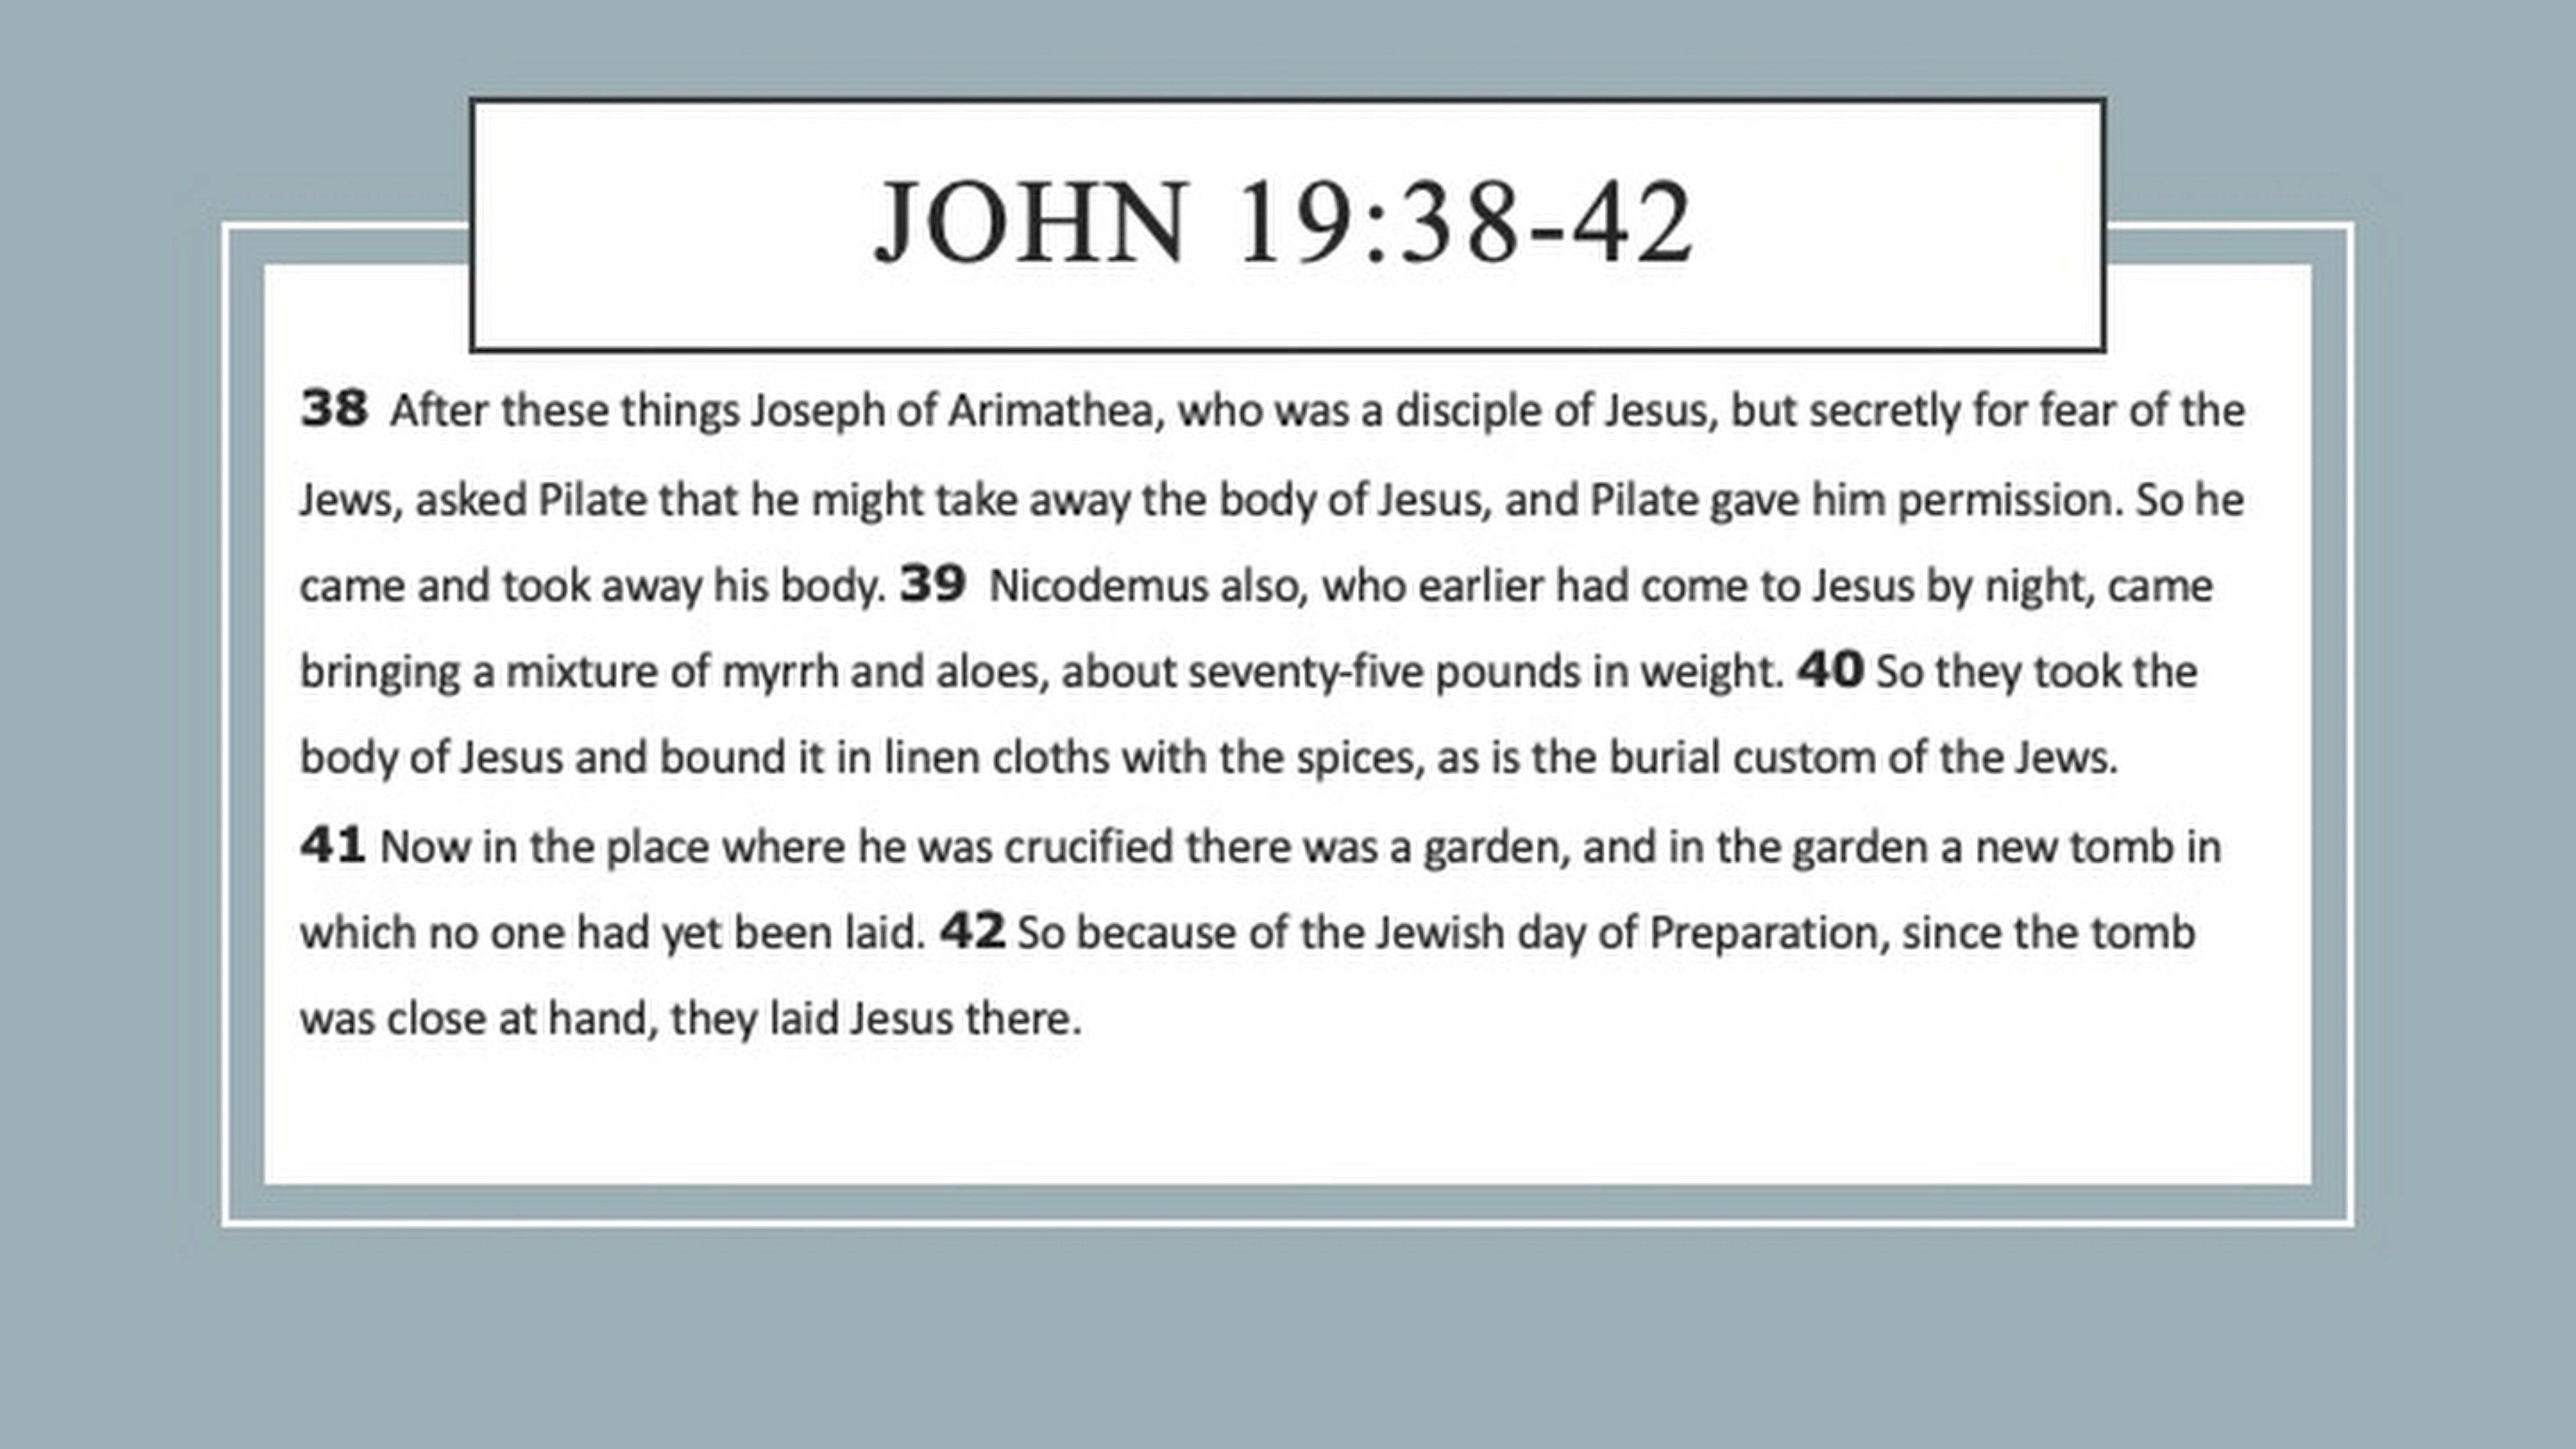 JOHN 19:38-42
38 After these things Joseph of Arimathea, who was a disciple of Jesus, but secretly for fear of the
Jews, asked Pilate that he might take away the body of Jesus, and Pilate gave him permission. So he
came and took away his body. 39 Nicodemus also, who earlier had come to Jesus by night, came
bringing a mixture of myrrh and aloes, about seventy-five pounds in weight. 40 So they took the
body of Jesus and bound it in linen cloths with the spices, as is the burial custom of the Jews.
41 Now in the place where he was crucified there was a garden, and in the garden a new tomb in
which no one had yet been laid. 42 So because of the Jewish day of Preparation, since the tomb
was close at hand, they laid Jesus there.